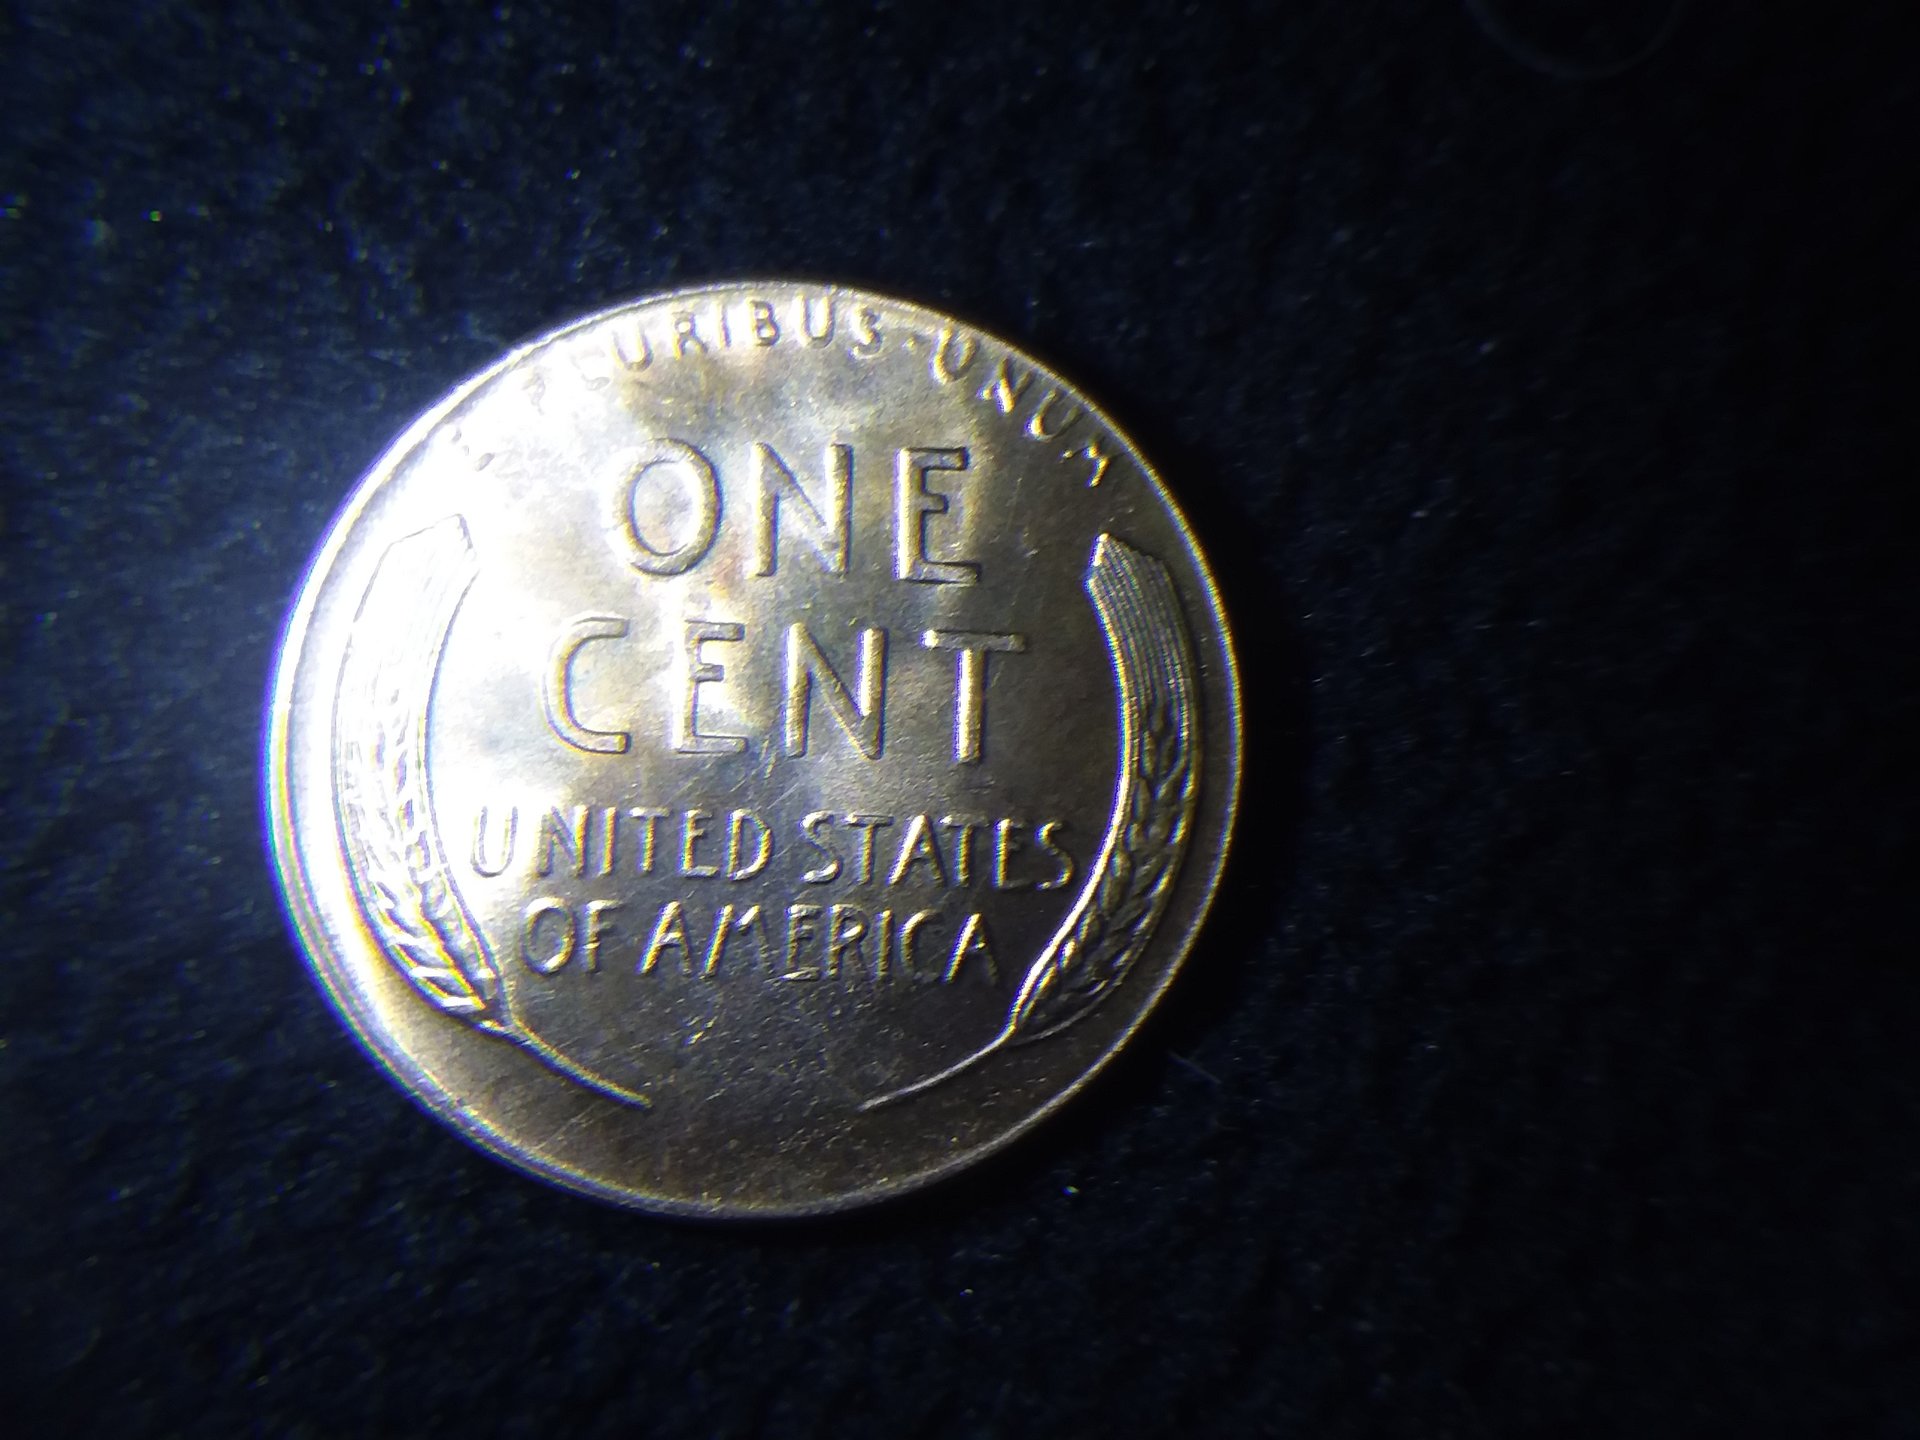 E · PLURIBUS · UNUM
ONE
CENT
UNITED STATES
OF AMERICA